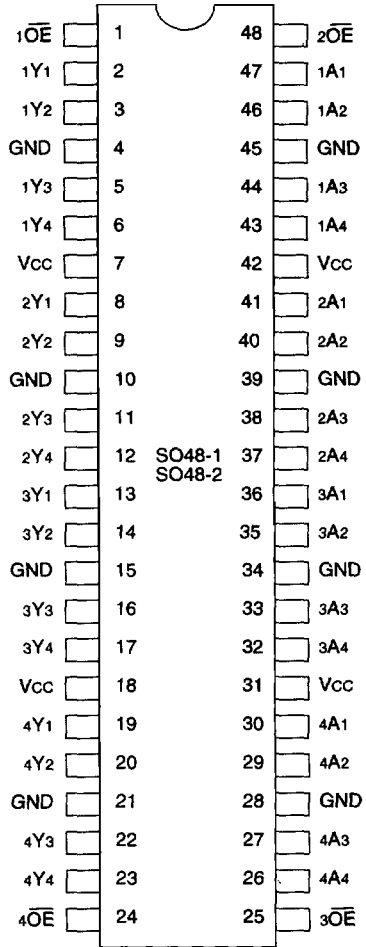 1O̅E̅ 1 48 2O̅E̅
1Y1 2 47 1A1
1Y2 3 46 1A2
GND 4 45 GND
1Y3 5 44 1A3
1Y4 6 43 1A4
Vcc 7 42 Vcc
2Y1 8 41 2A1
2Y2 9 40 2A2
GND 10 39 GND
2Y3 11 38 2A3
2Y4 12 SO48-1 37 2A4
SO48-2
3Y1 13 36 3A1
3Y2 14 35 3A2
GND 15 34 GND
3Y3 16 33 3A3
3Y4 17 32 3A4
Vcc 18 31 Vcc
4Y1 19 30 4A1
4Y2 20 29 4A2
GND 21 28 GND
4Y3 22 27 4A3
4Y4 23 26 4A4
4O̅E̅ 24 25 3O̅E̅